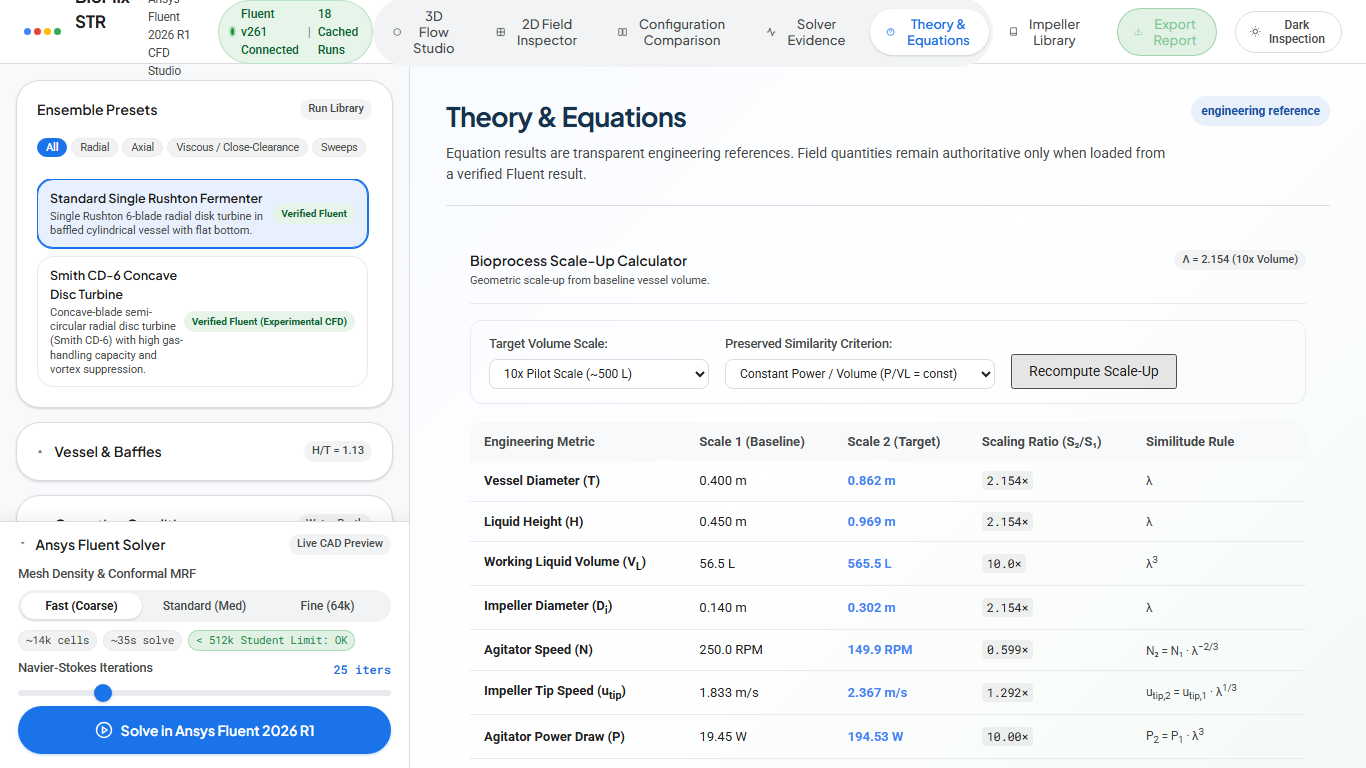 STR
Fluent
2026 R1
CFD
Studio
Fluent
v261
Connected
|
18
Cached
Runs
3D
Flow
Studio
2D Field
Inspector
Configuration
Comparison
Solver
Evidence
Theory &
Equations
Impeller
Library
Export
Report
Dark
Inspection
Ensemble Presets
Run Library
All
Radial
Axial
Viscous / Close-Clearance
Sweeps
Standard Single Rushton Fermenter
Single Rushton 6-blade radial disk turbine in
baffled cylindrical vessel with flat bottom.
Verified Fluent
Smith CD-6 Concave
Disc Turbine
Concave-blade semi-
circular radial disc turbine
(Smith CD-6) with high gas-
handling capacity and
vortex suppression.
Verified Fluent (Experimental CFD)
Vessel & Baffles
H/T = 1.13
Ansys Fluent Solver
Live CAD Preview
Mesh Density & Conformal MRF
Fast (Coarse)
Standard (Med)
Fine (64k)
~14k cells
~35s solve
< 512k Student Limit: OK
Navier-Stokes Iterations
25 iters
Solve in Ansys Fluent 2026 R1
Theory & Equations
engineering reference
Equation results are transparent engineering references. Field quantities remain authoritative only when loaded from
a verified Fluent result.
Bioprocess Scale-Up Calculator
Λ = 2.154 (10x Volume)
Geometric scale-up from baseline vessel volume.
Target Volume Scale:
10x Pilot Scale (~500 L)
Preserved Similarity Criterion:
Constant Power / Volume (P/VL = const)
Recompute Scale-Up
Engineering Metric Scale 1 (Baseline) Scale 2 (Target) Scaling Ratio (S₂/S₁) Similitude Rule
Vessel Diameter (T) 0.400 m 0.862 m 2.154× λ
Liquid Height (H) 0.450 m 0.969 m 2.154× λ
Working Liquid Volume (V_L) 56.5 L 565.5 L 10.0× λ³
Impeller Diameter (Dᵢ) 0.140 m 0.302 m 2.154× λ
Agitator Speed (N) 250.0 RPM 149.9 RPM 0.599× N₂ = N₁ · λ^−2/3
Impeller Tip Speed (u_tip) 1.833 m/s 2.367 m/s 1.292× u_tip,2 = u_tip,1 · λ^1/3
Agitator Power Draw (P) 19.45 W 194.53 W 10.00× P₂ = P₁ · λ³